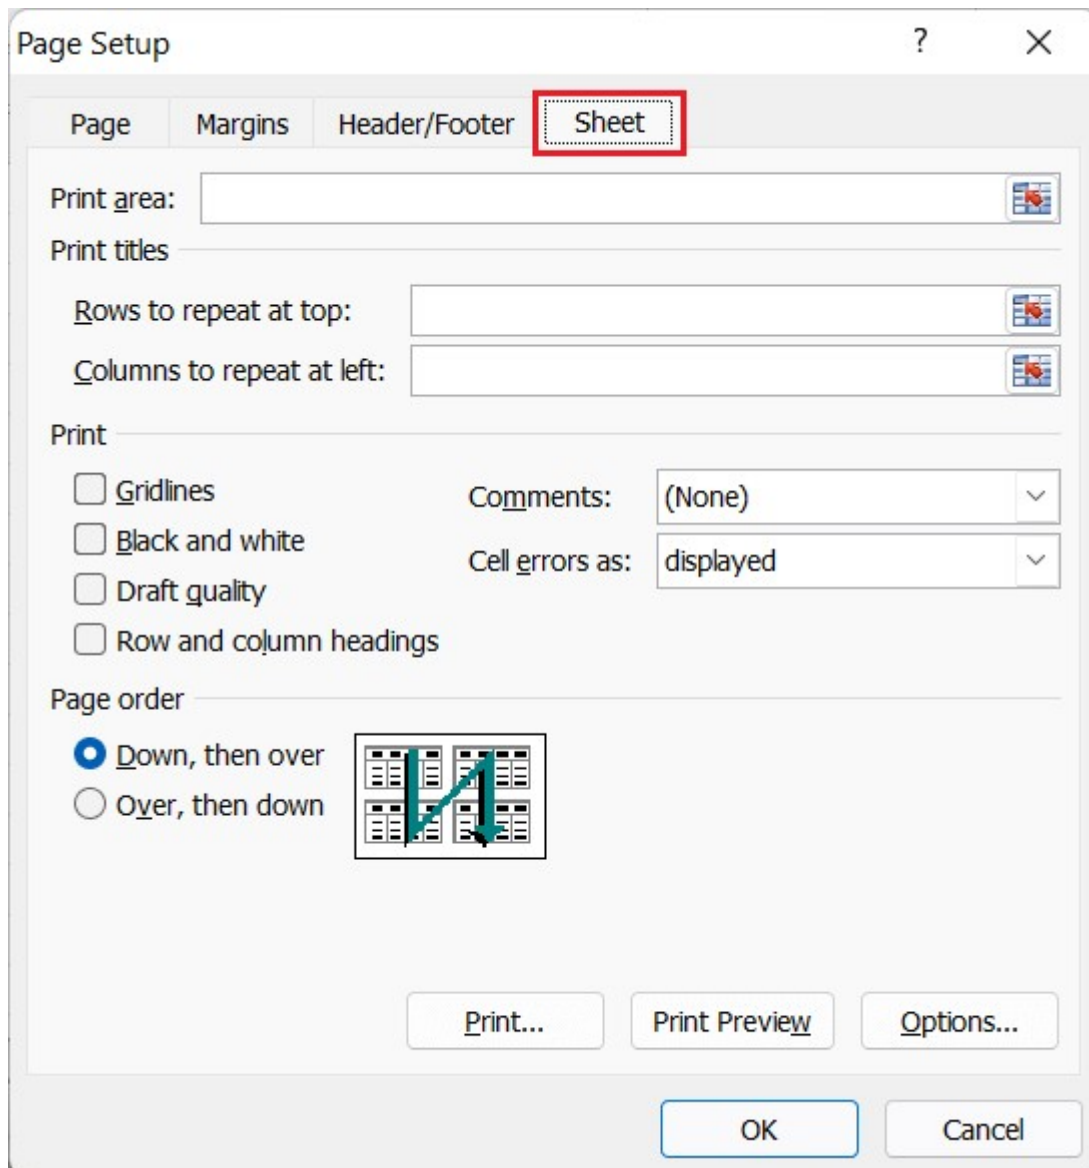 Page Setup ?
Page Margins Header/Footer Sheet
Print area:
Print titles
Rows to repeat at top:
Columns to repeat at left:
Print
Gridlines Comments: (None)
Black and white Cell errors as: displayed
Draft quality
Row and column headings
Page order
Down, then over
Over, then down
Print... Print Preview Options...
OK Cancel